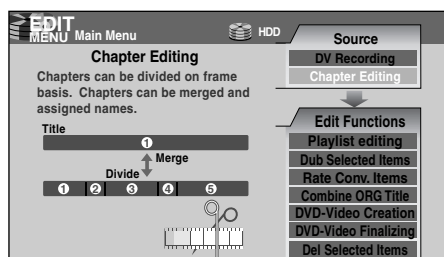 EDIT
MENU Main Menu
HDD
Chapter Editing
Chapters can be divided on frame
basis. Chapters can be merged and
assigned names.
Title
1
Merge
Divide
1 2 3 4 5
Source
DV Recording
Chapter Editing
Edit Functions
Playlist editing
Dub Selected Items
Rate Conv. Items
Combine ORG Title
DVD-Video Creation
DVD-Video Finalizing
Del Selected Items